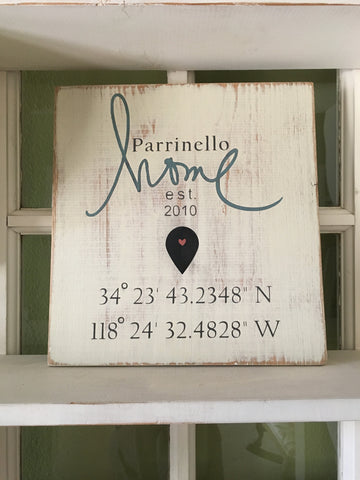 Parrinello
home
est.
2010
34° 23' 43.2348" N
118° 24' 32.4828" W